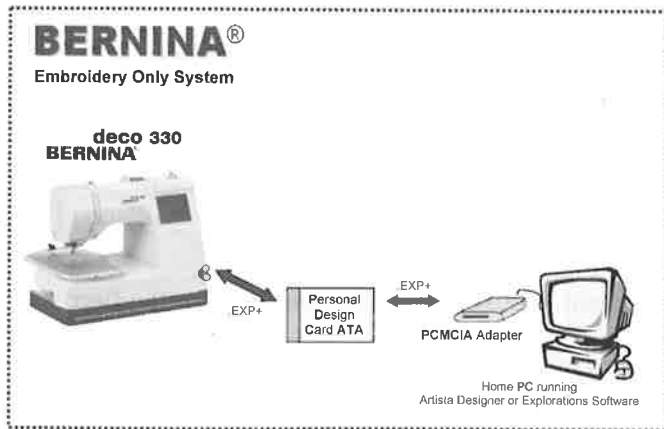 BERNINA®
Embroidery Only System
deco 330
BERNINA
.EXP+
Personal
Design
Card ATA
.EXP+
PCMCIA Adapter
Home PC running
Artista Designer or Explorations Software